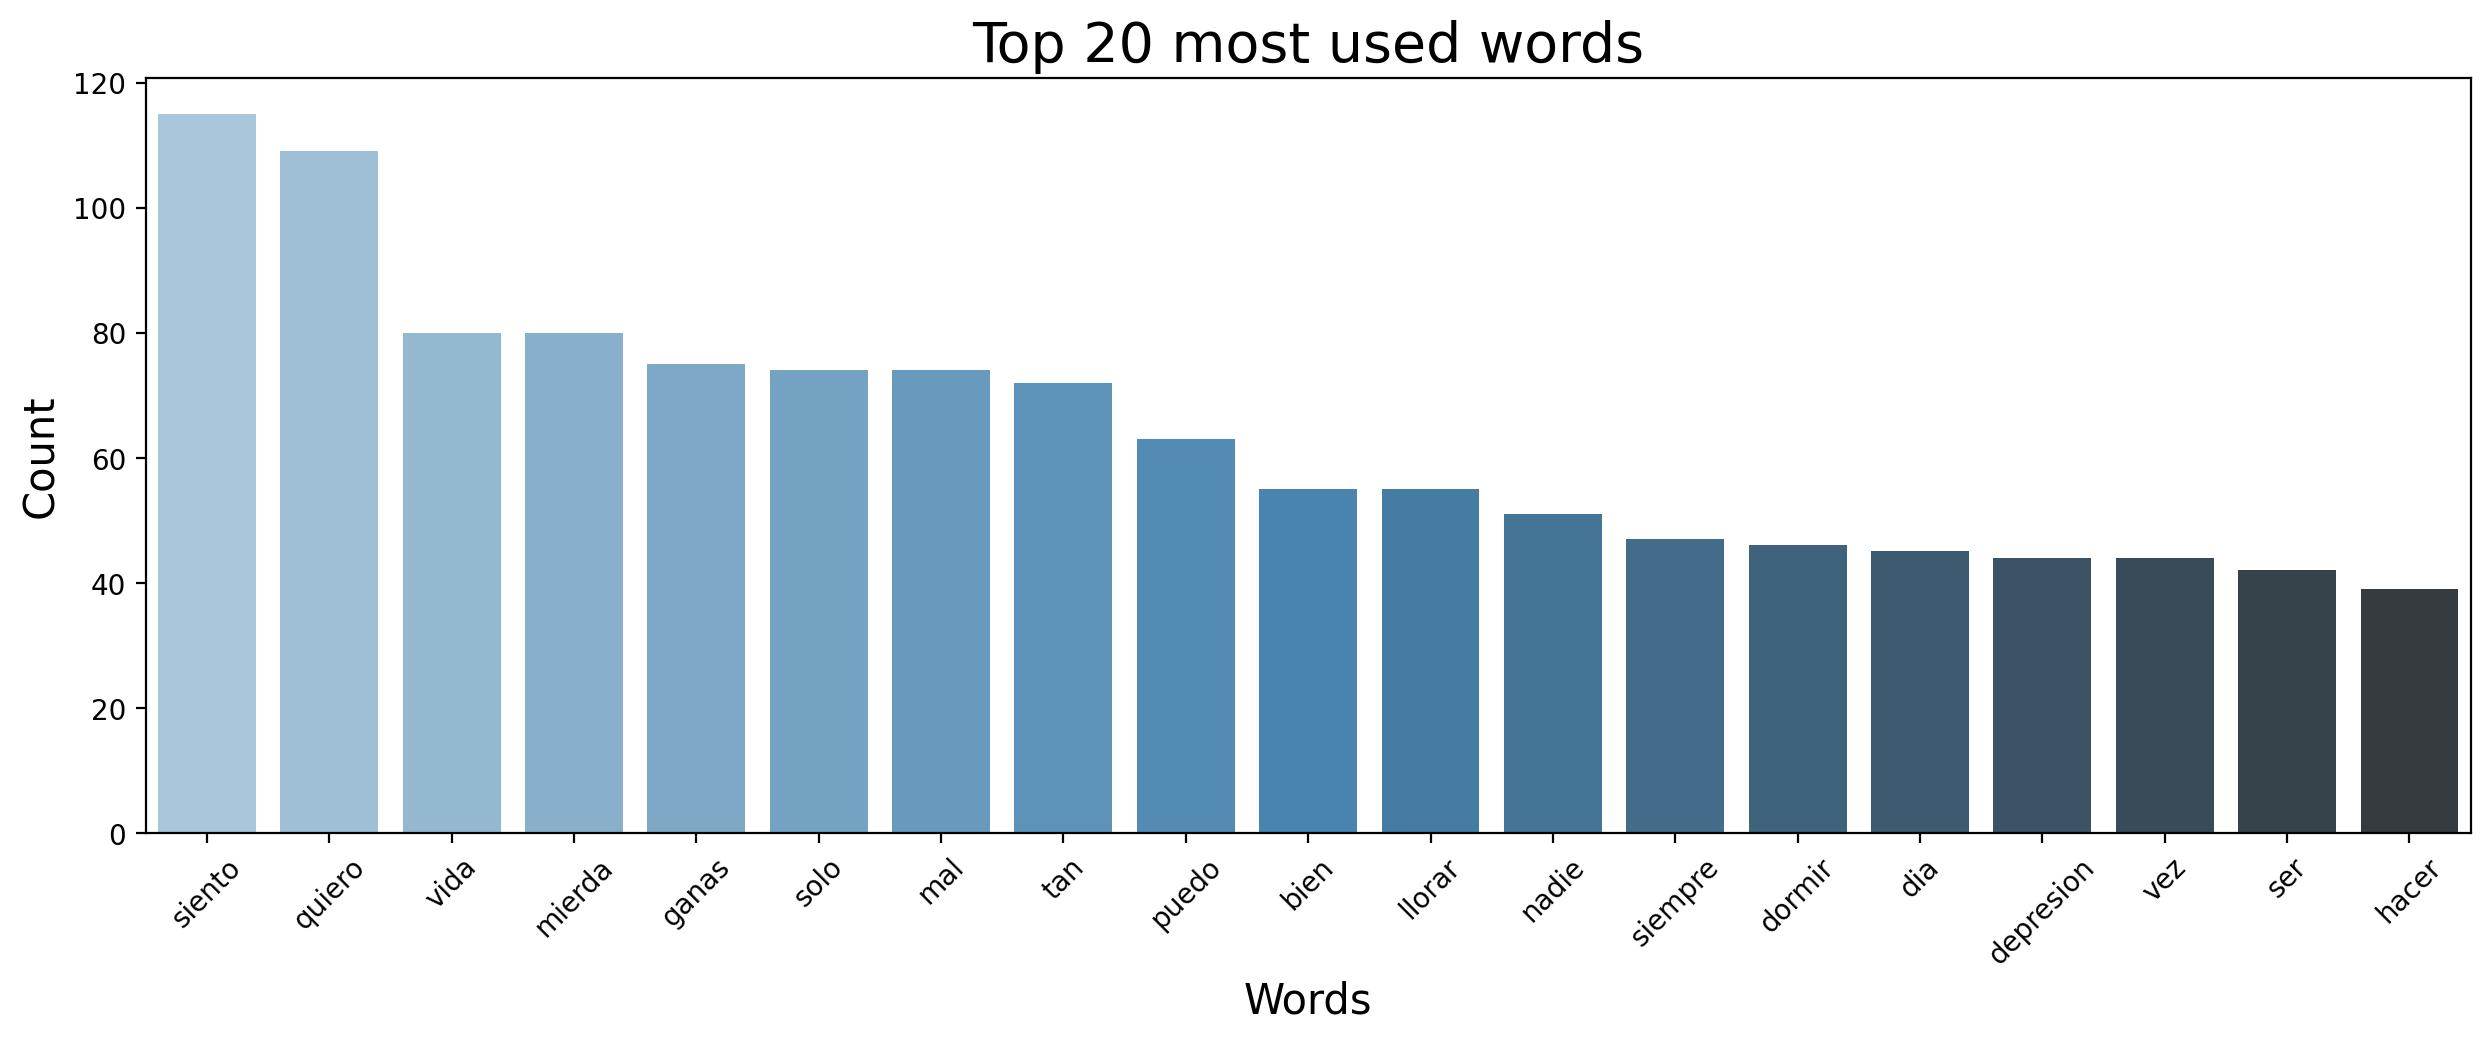 Top 20 most used words
120
100
80
60
40
20
0
Count
siento quiero vida mierda ganas solo mal tan puedo bien llorar nadie siempre dormir dia depresion vez ser hacer
Words